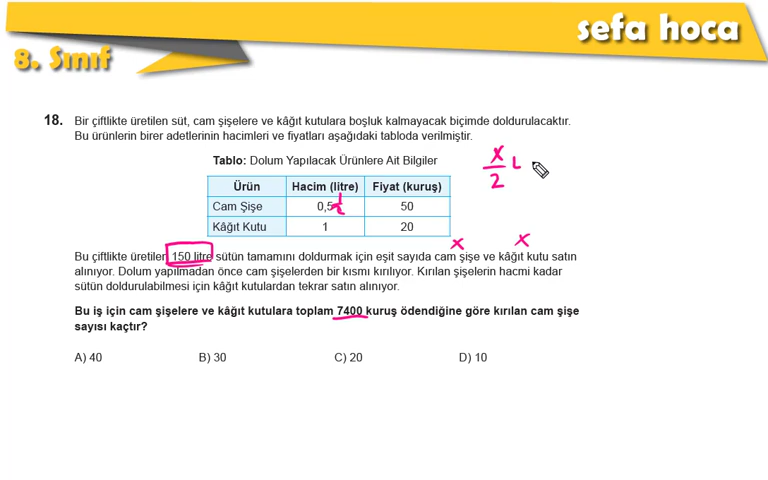 sefa hoca
8. Sınıf
18. Bir çiftlikte üretilen süt, cam şişelere ve kâğıt kutulara boşluk kalmayacak biçimde doldurulacaktır.
Bu ürünlerin birer adetlerinin hacimleri ve fiyatları aşağıdaki tabloda verilmiştir.
Tablo: Dolum Yapılacak Ürünlere Ait Bilgiler
x/2 L
Ürün Hacim (litre) Fiyat (kuruş)
Cam Şişe 0,5 1/2 50
Kâğıt Kutu 1 20
x x
Bu çiftlikte üretilen 150 litre sütün tamamını doldurmak için eşit sayıda cam şişe ve kâğıt kutu satın
alınıyor. Dolum yapılmadan önce cam şişelerden bir kısmı kırılıyor. Kırılan şişelerin hacmi kadar
sütün doldurulabilmesi için kâğıt kutulardan tekrar satın alınıyor.
Bu iş için cam şişelere ve kâğıt kutulara toplam 7400 kuruş ödendiğine göre kırılan cam şişe
sayısı kaçtır?
A) 40 B) 30 C) 20 D) 10